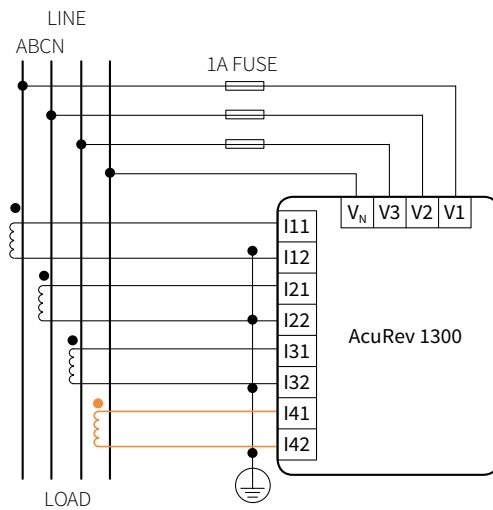 LINE
ABCN
1A FUSE
VN V3 V2 V1
I11
I12
I21
I22
I31
I32
I41
I42
AcuRev 1300
LOAD